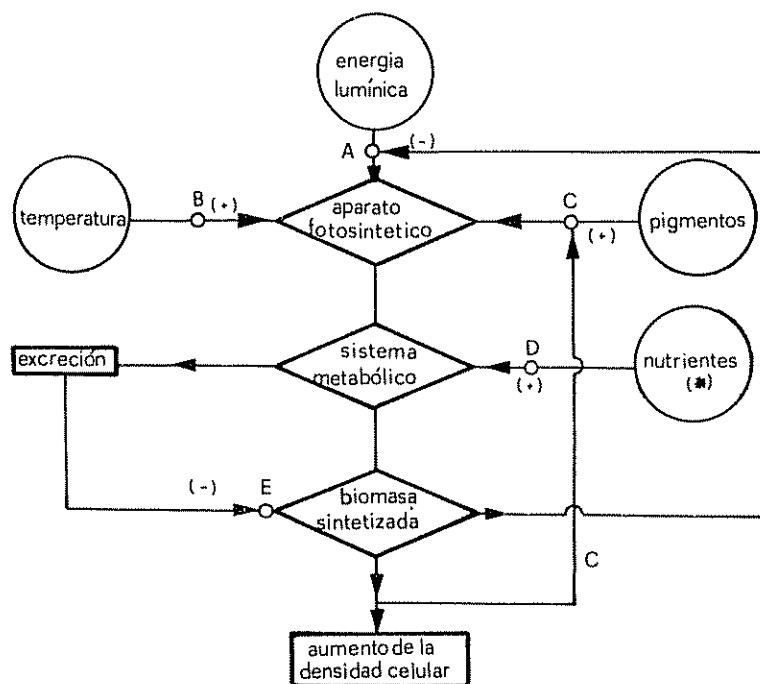 energia
lumínica
A
(-)
temperatura
B (+)
aparato
fotosintetico
C
(+)
pigmentos
excreción
sistema
metabólico
D
(+)
nutrientes
(*)
(-)
E
biomasa
sintetizada
C
aumento de la
densidad celular